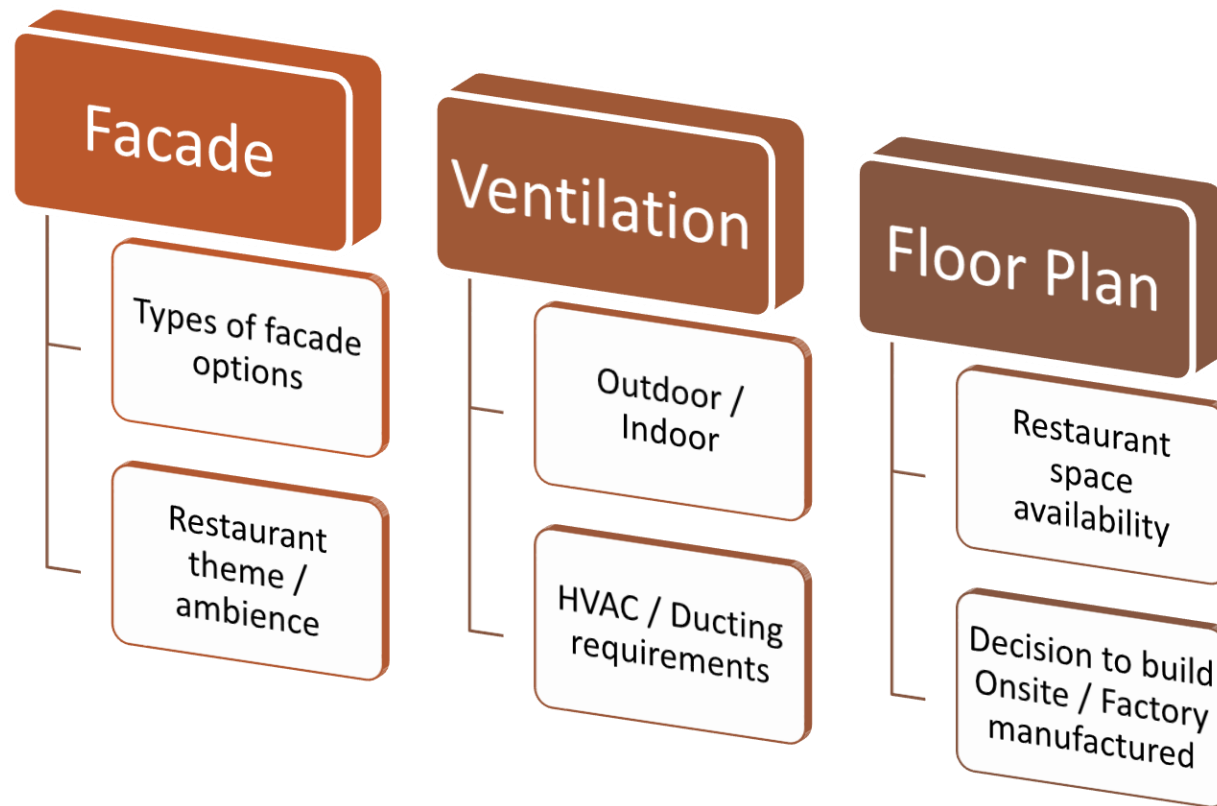 Facade
Types of facade
options
Restaurant
theme /
ambience
Ventilation
Outdoor /
Indoor
HVAC / Ducting
requirements
Floor Plan
Restaurant
space
availability
Decision to build
Onsite / Factory
manufactured